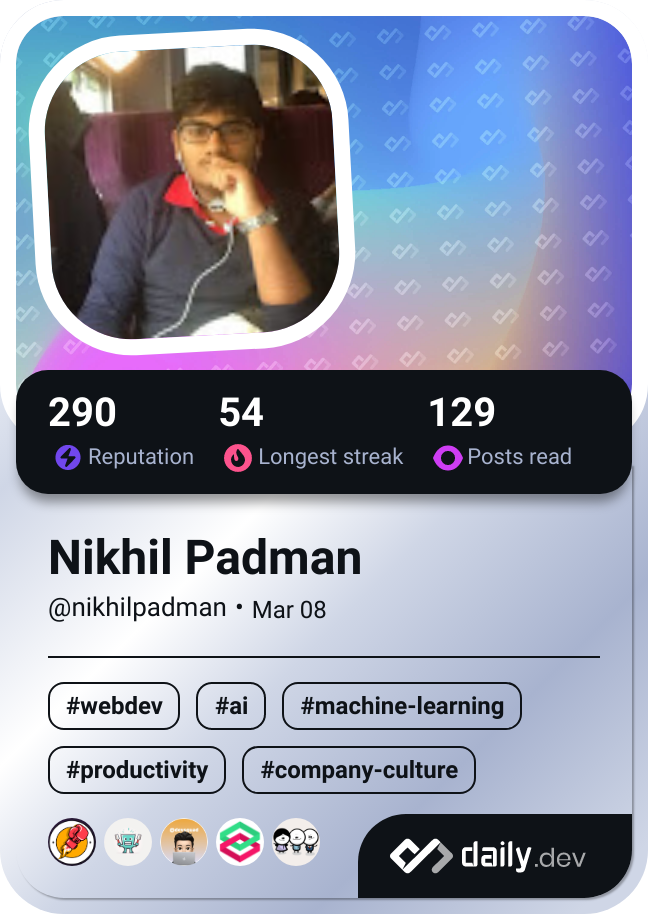 290 54 129
Reputation Longest streak Posts read
Nikhil Padman
@nikhilpadman • Mar 08
#webdev #ai #machine-learning
#productivity #company-culture
daily.dev